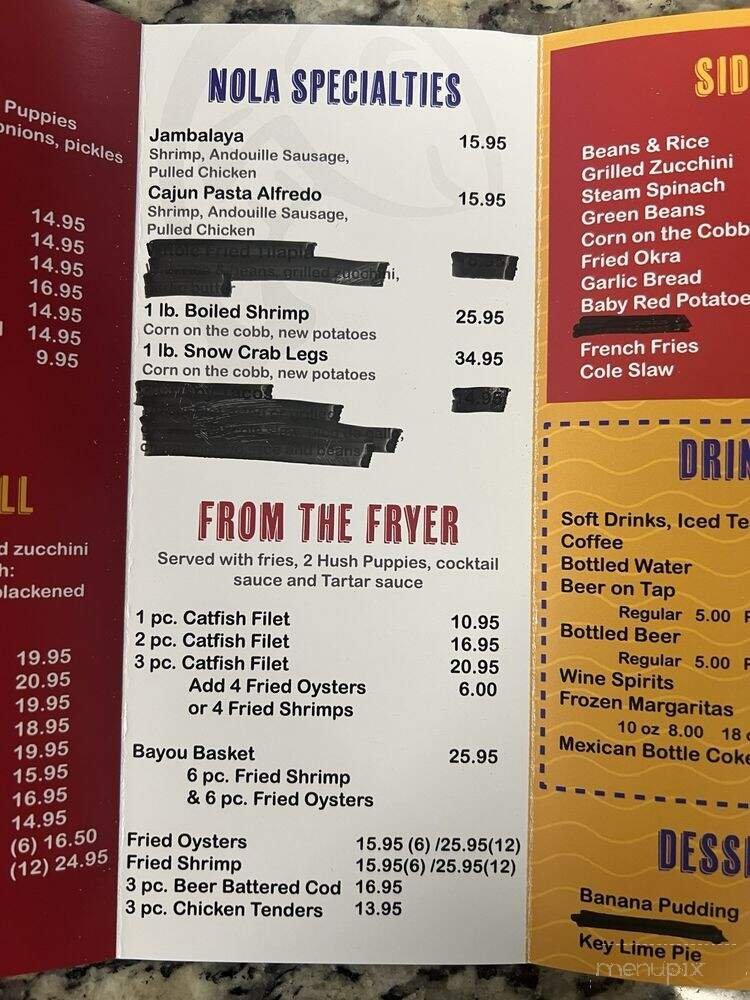 Puppies
onions, pickles
14.95
14.95
14.95
16.95
14.95
14.95
9.95
LL
zucchini
blackened
19.95
20.95
19.95
18.95
19.95
15.95
16.95
14.95
(6) 16.50
(12) 24.95
NOLA SPECIALTIES
Jambalaya 15.95
Shrimp, Andouille Sausage,
Pulled Chicken
Cajun Pasta Alfredo 15.95
Shrimp, Andouille Sausage,
Pulled Chicken
1 lb. Boiled Shrimp 25.95
Corn on the cobb, new potatoes
1 lb. Snow Crab Legs 34.95
Corn on the cobb, new potatoes
FROM THE FRYER
Served with fries, 2 Hush Puppies, cocktail
sauce and Tartar sauce
1 pc. Catfish Filet 10.95
2 pc. Catfish Filet 16.95
3 pc. Catfish Filet 20.95
Add 4 Fried Oysters 6.00
or 4 Fried Shrimps
Bayou Basket 25.95
6 pc. Fried Shrimp
& 6 pc. Fried Oysters
Fried Oysters 15.95 (6) /25.95(12)
Fried Shrimp 15.95(6) /25.95(12)
3 pc. Beer Battered Cod 16.95
3 pc. Chicken Tenders 13.95
SID
Beans & Rice
Grilled Zucchini
Steam Spinach
Green Beans
Corn on the Cobb
Fried Okra
Garlic Bread
Baby Red Potatoe
French Fries
Cole Slaw
DRIN
Soft Drinks, Iced Te
Coffee
Bottled Water
Beer on Tap
Regular 5.00
Bottled Beer
Regular 5.00
Wine Spirits
Frozen Margaritas
10 oz 8.00 18
Mexican Bottle Coke
DESS
Banana Pudding
Key Lime Pie
menupix